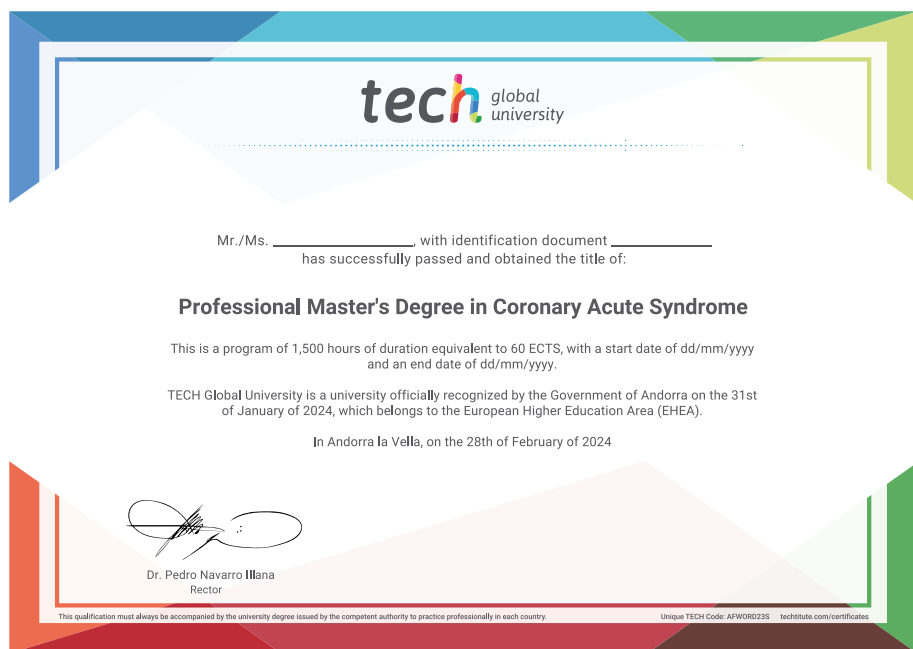 tech global
university
Mr./Ms. ____________________, with identification document ______________
has successfully passed and obtained the title of:
Professional Master's Degree in Coronary Acute Syndrome
This is a program of 1,500 hours of duration equivalent to 60 ECTS, with a start date of dd/mm/yyyy
and an end date of dd/mm/yyyy.
TECH Global University is a university officially recognized by the Government of Andorra on the 31st
of January of 2024, which belongs to the European Higher Education Area (EHEA).
In Andorra la Vella, on the 28th of February of 2024
Dr. Pedro Navarro Illana
Rector
This qualification must always be accompanied by the university degree issued by the competent authority to practice professionally in each country.
Unique TECH Code: AFWORD23S techtitute.com/certificates